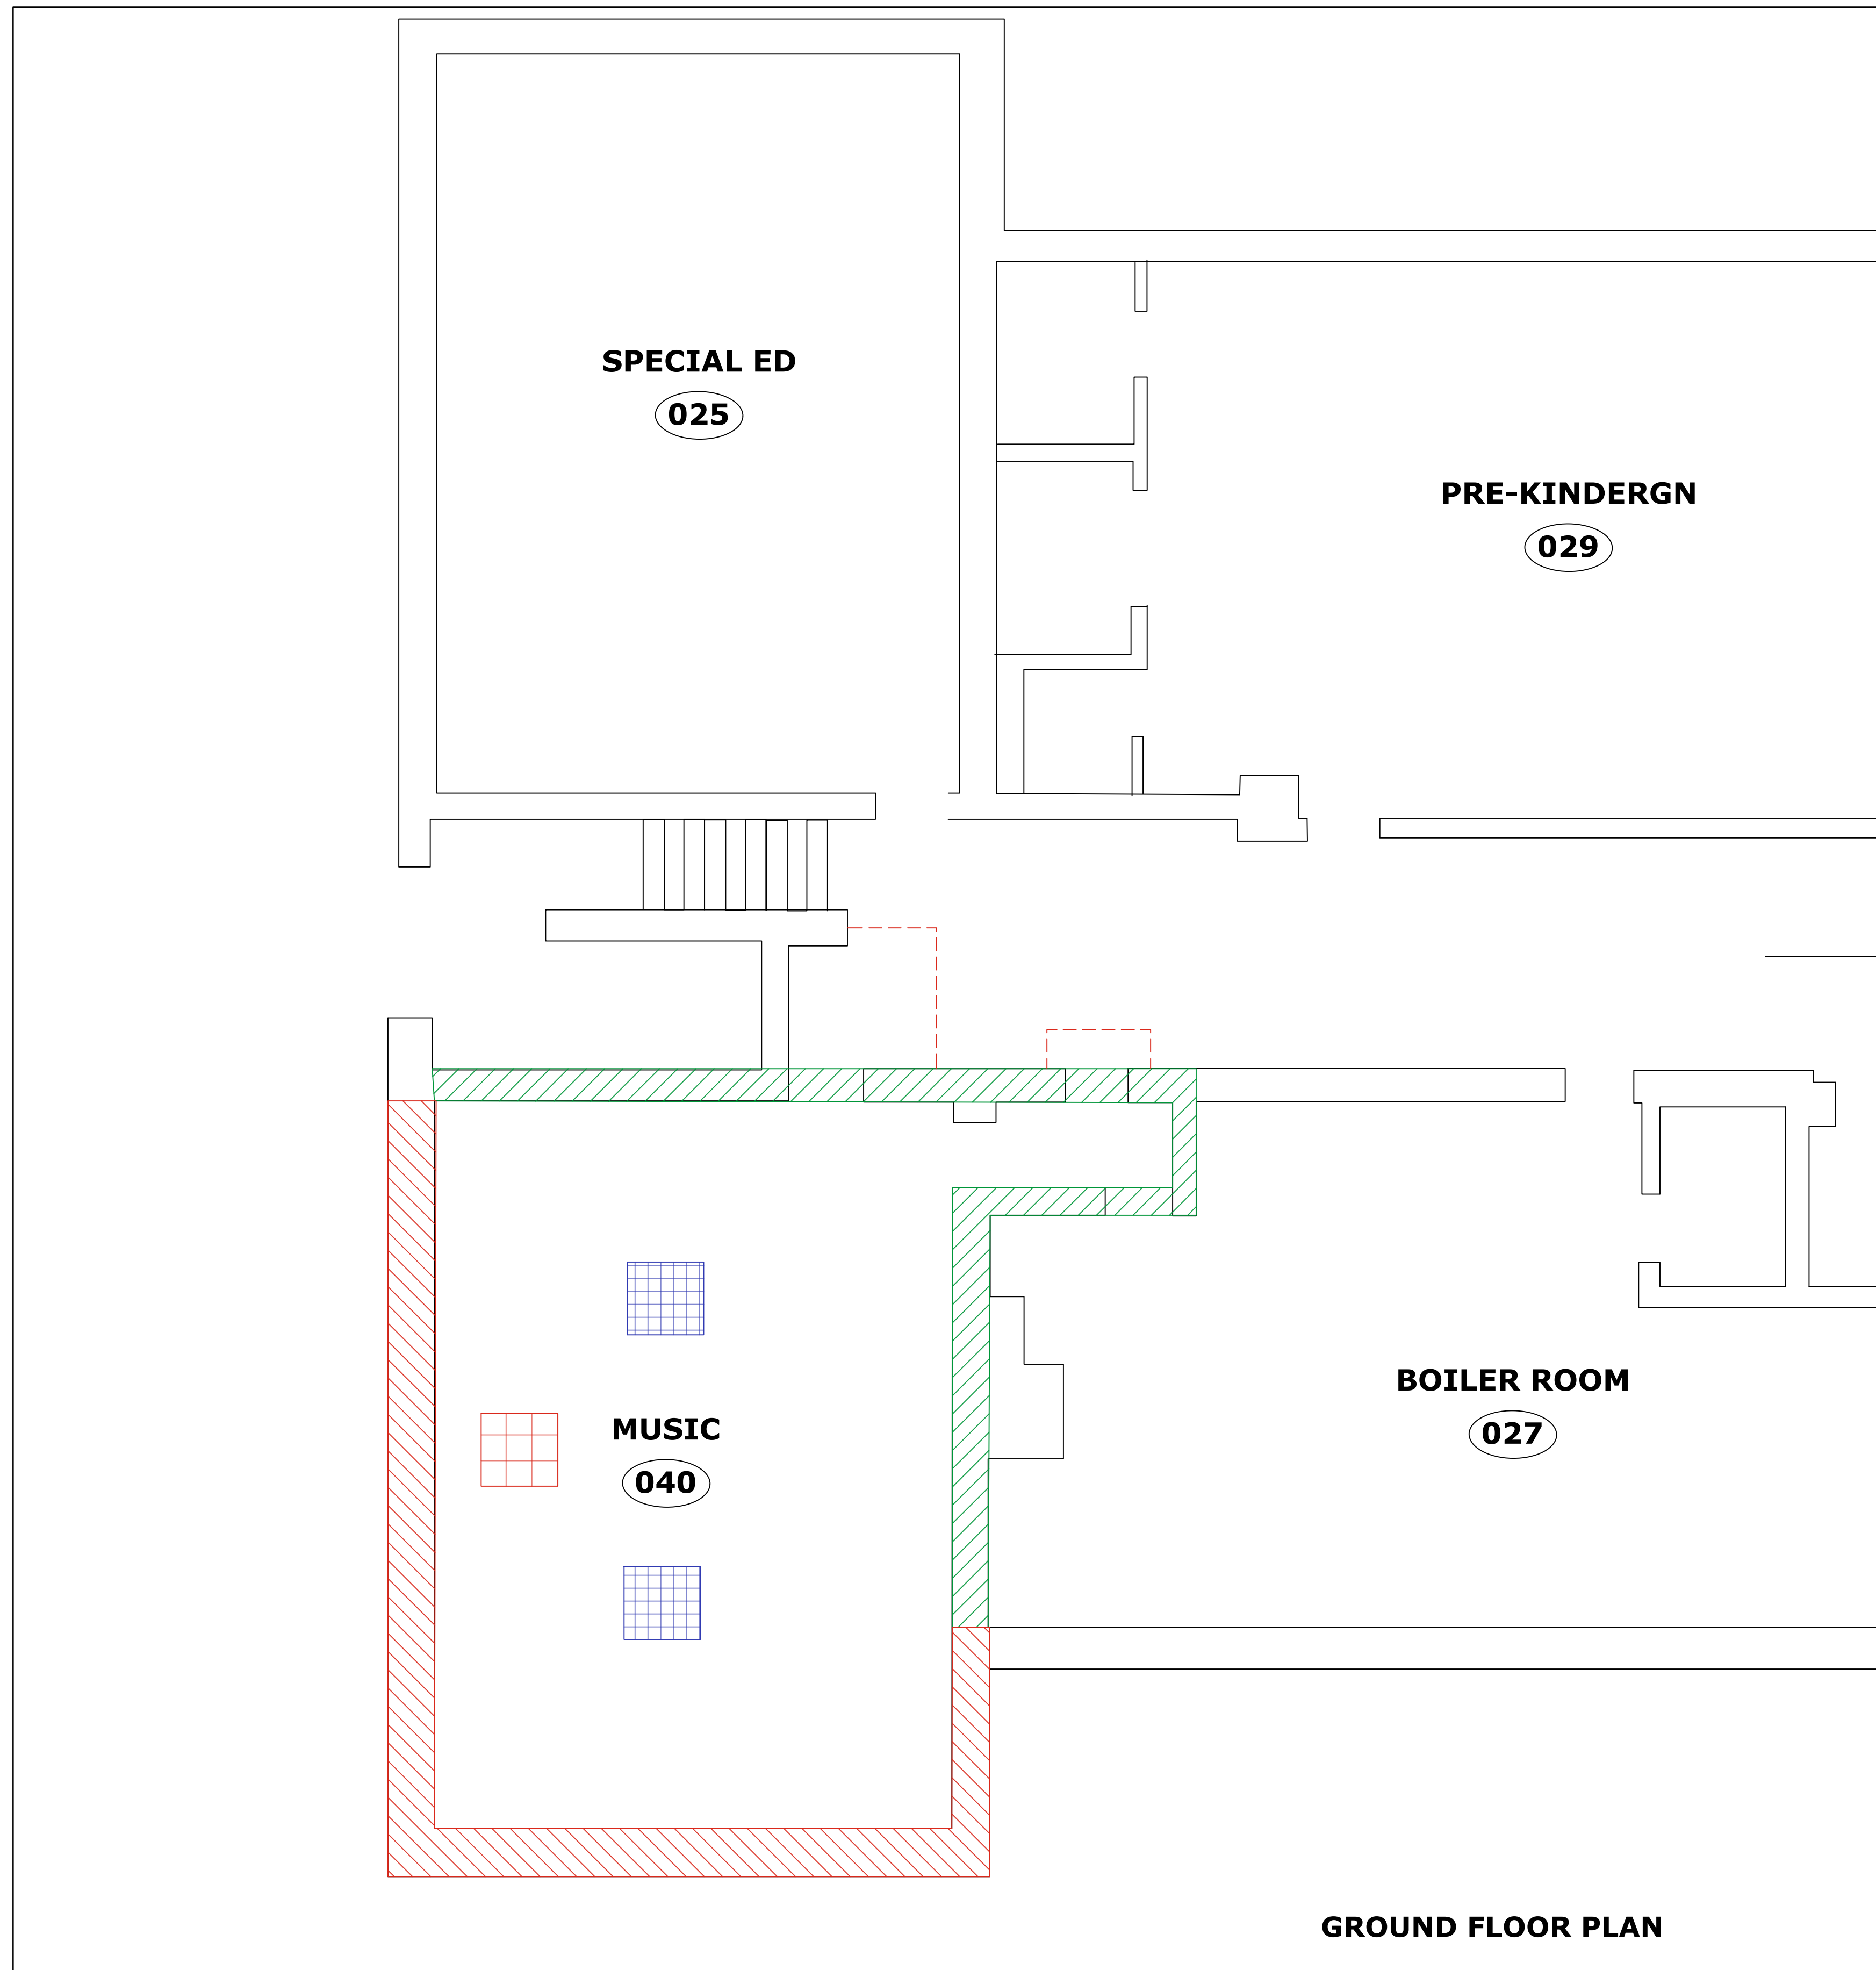 SPECIAL ED
025
PRE-KINDERGN
029
BOILER ROOM
027
MUSIC
040
GROUND FLOOR PLAN